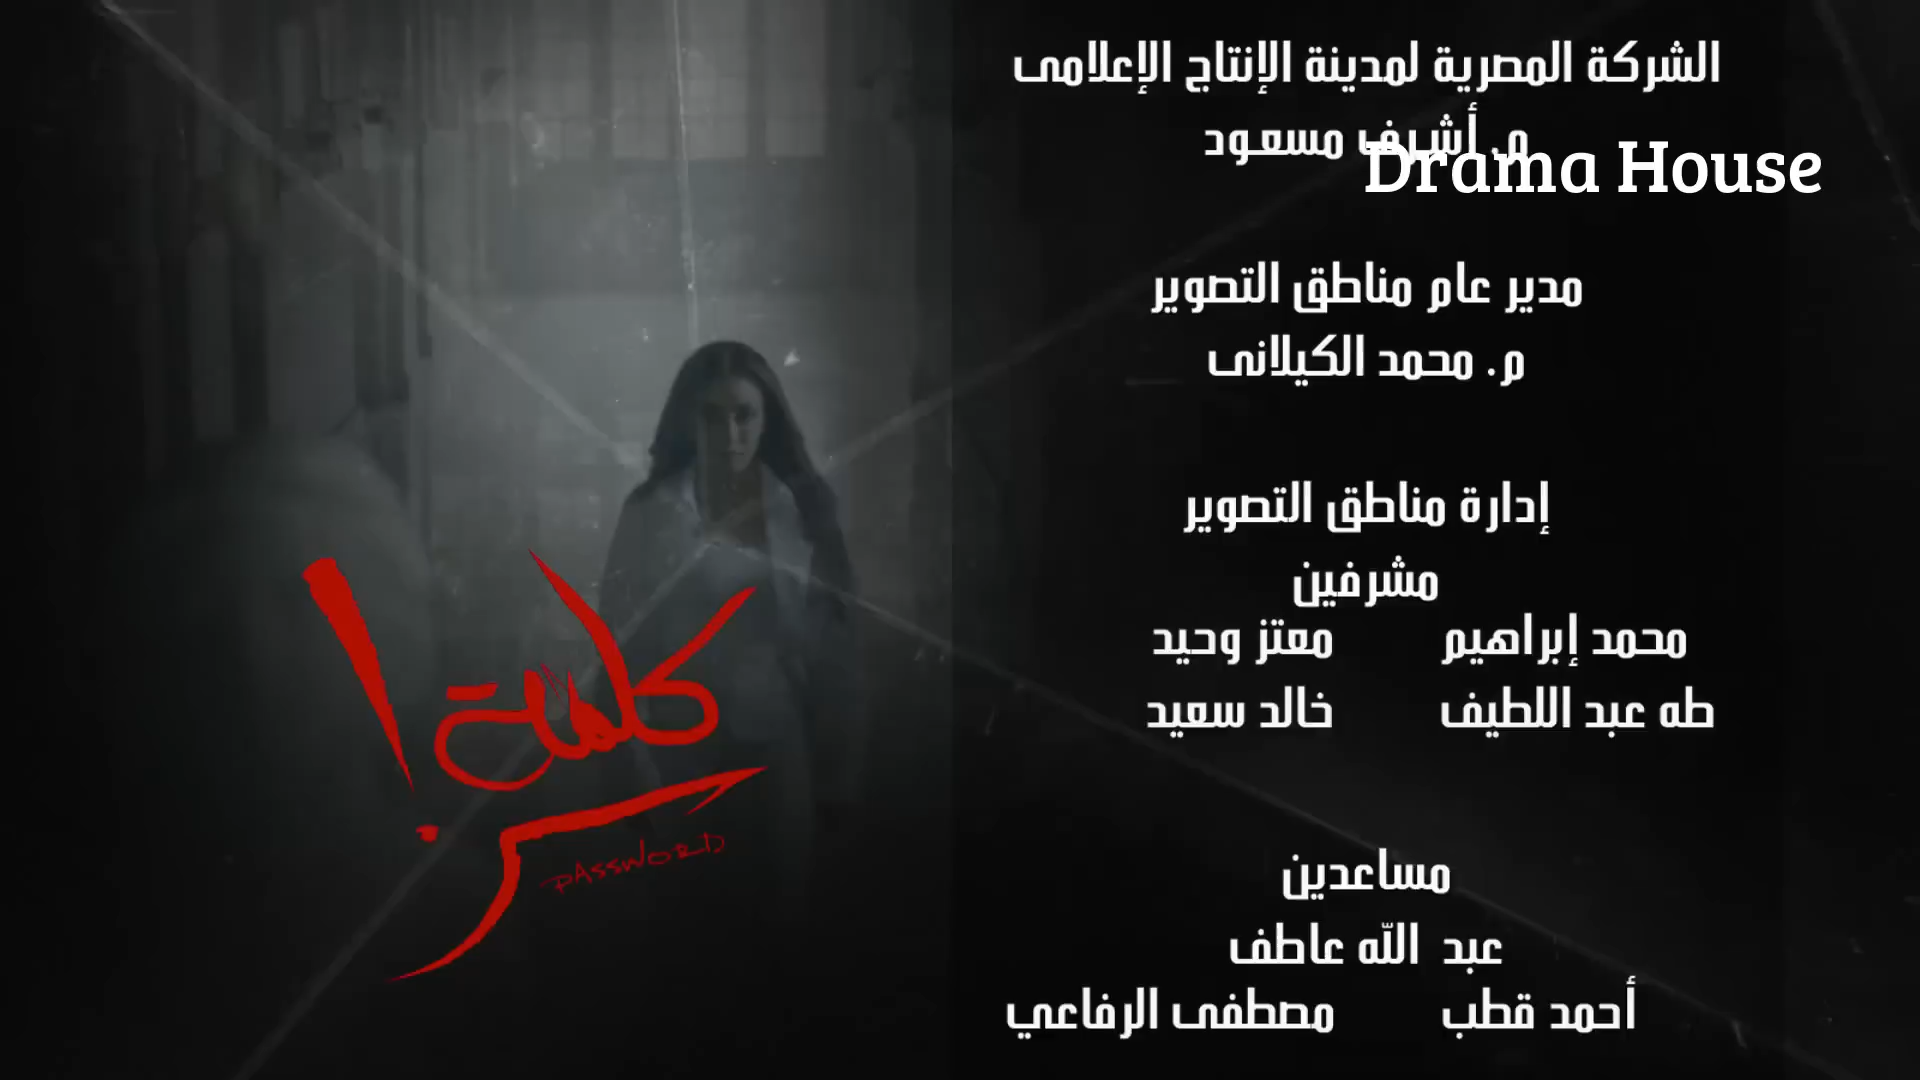 الشركة المصرية لمدينة الإنتاج الإعلامى
م. أشرف مسعود
Drama House
مدير عام مناطق التصوير
م. محمد الكيلانى
إدارة مناطق التصوير
مشرفين
محمد إبراهيم معتز وحيد
طه عبد اللطيف خالد سعيد
مساعدين
عبد الله عاطف
أحمد قطب مصطفى الرفاعي
كلمة
سر !
PASSWORD